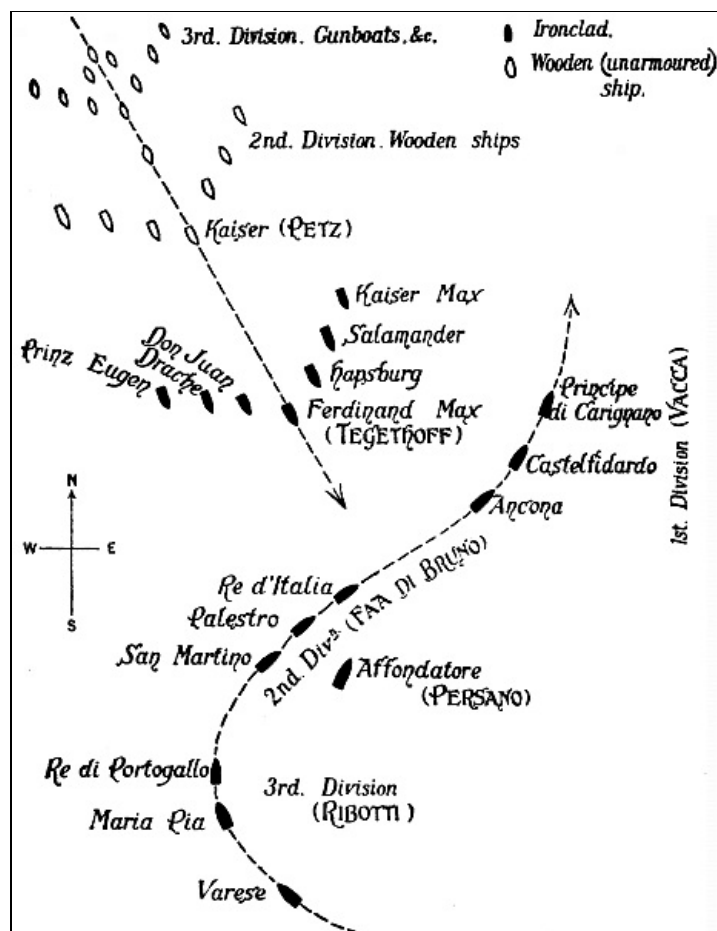 3rd. Division. Gunboats, &c.
Ironclad.
Wooden (unarmoured)
ship.
2nd. Division. Wooden ships
Kaiser (PETZ)
Kaiser Max
Salamander
Hapsburg
Prinz Eugen
Drache
Don Juan
Ferdinand Max
(TEGETHOFF)
Principe
di Carignano
Castelfidardo
Ancona
1st. Division (VACCA)
N
W
E
S
Re d'Italia
Palestro
San Martino
2nd. Divn. (FAA DI BRUNO)
Affondatore
(PERSANO)
Re di Portogallo
3rd. Division
(RIBOTTI)
Maria Pia
Varese